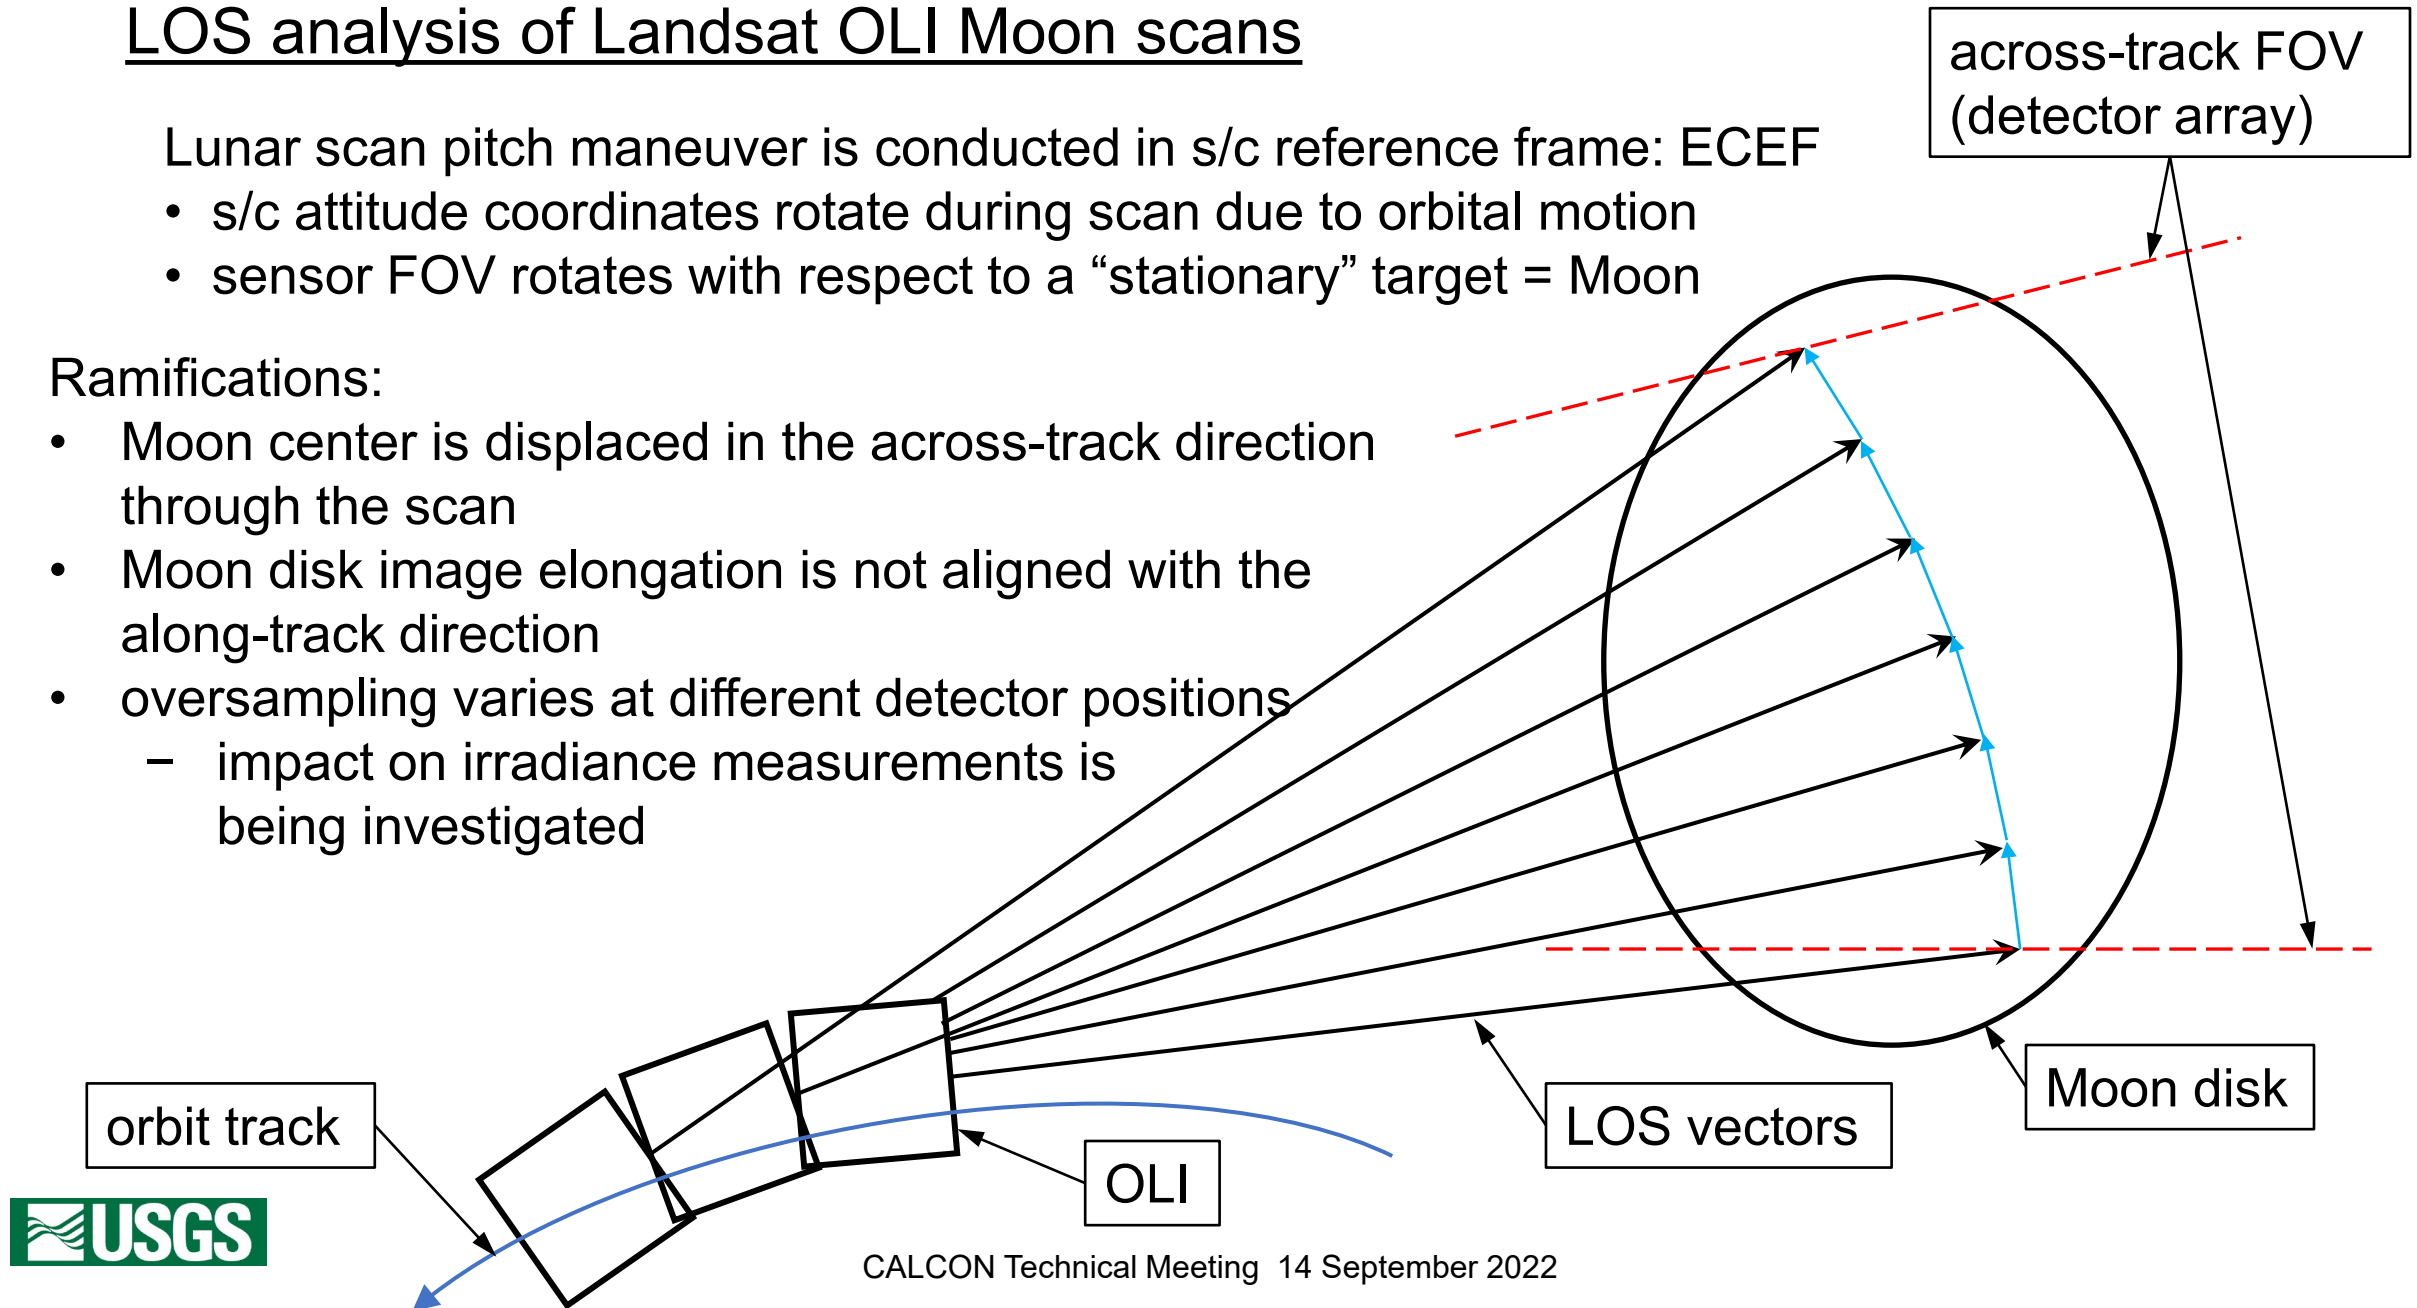 LOS analysis of Landsat OLI Moon scans
across-track FOV
(detector array)
Lunar scan pitch maneuver is conducted in s/c reference frame: ECEF
• s/c attitude coordinates rotate during scan due to orbital motion
• sensor FOV rotates with respect to a “stationary” target = Moon
Ramifications:
• Moon center is displaced in the across-track direction
through the scan
• Moon disk image elongation is not aligned with the
along-track direction
• oversampling varies at different detector positions
− impact on irradiance measurements is
being investigated
orbit track
OLI
LOS vectors
Moon disk
USGS
CALCON Technical Meeting 14 September 2022